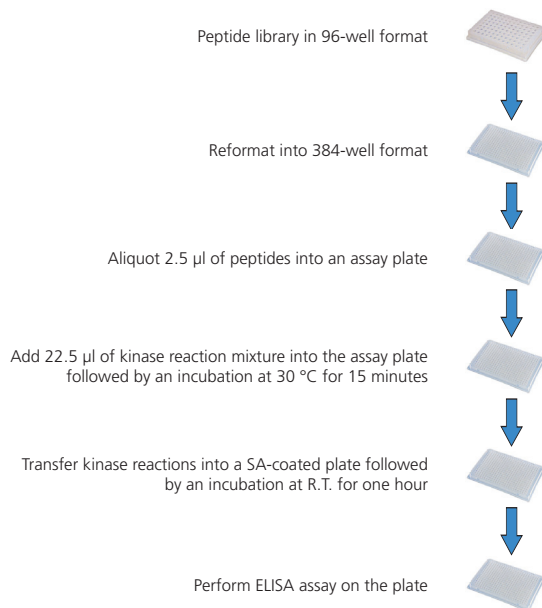 Peptide library in 96-well format
Reformat into 384-well format
Aliquot 2.5 µl of peptides into an assay plate
Add 22.5 µl of kinase reaction mixture into the assay plate
followed by an incubation at 30 °C for 15 minutes
Transfer kinase reactions into a SA-coated plate followed
by an incubation at R.T. for one hour
Perform ELISA assay on the plate